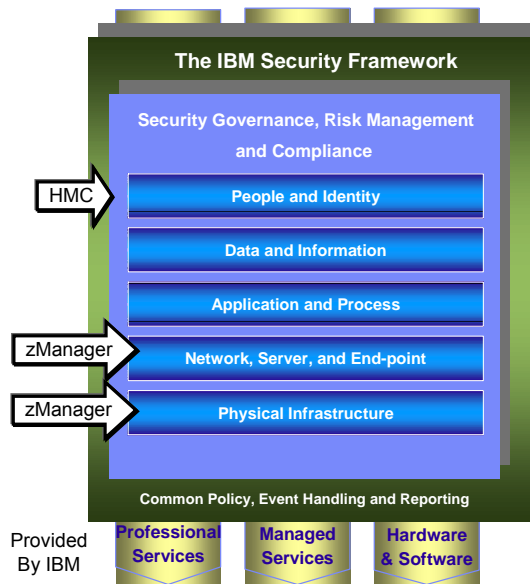 The IBM Security Framework
Security Governance, Risk Management
and Compliance
HMC
People and Identity
Data and Information
Application and Process
zManager
Network, Server, and End-point
zManager
Physical Infrastructure
Common Policy, Event Handling and Reporting
Provided
By IBM
Professional
Services
Managed
Services
Hardware
& Software